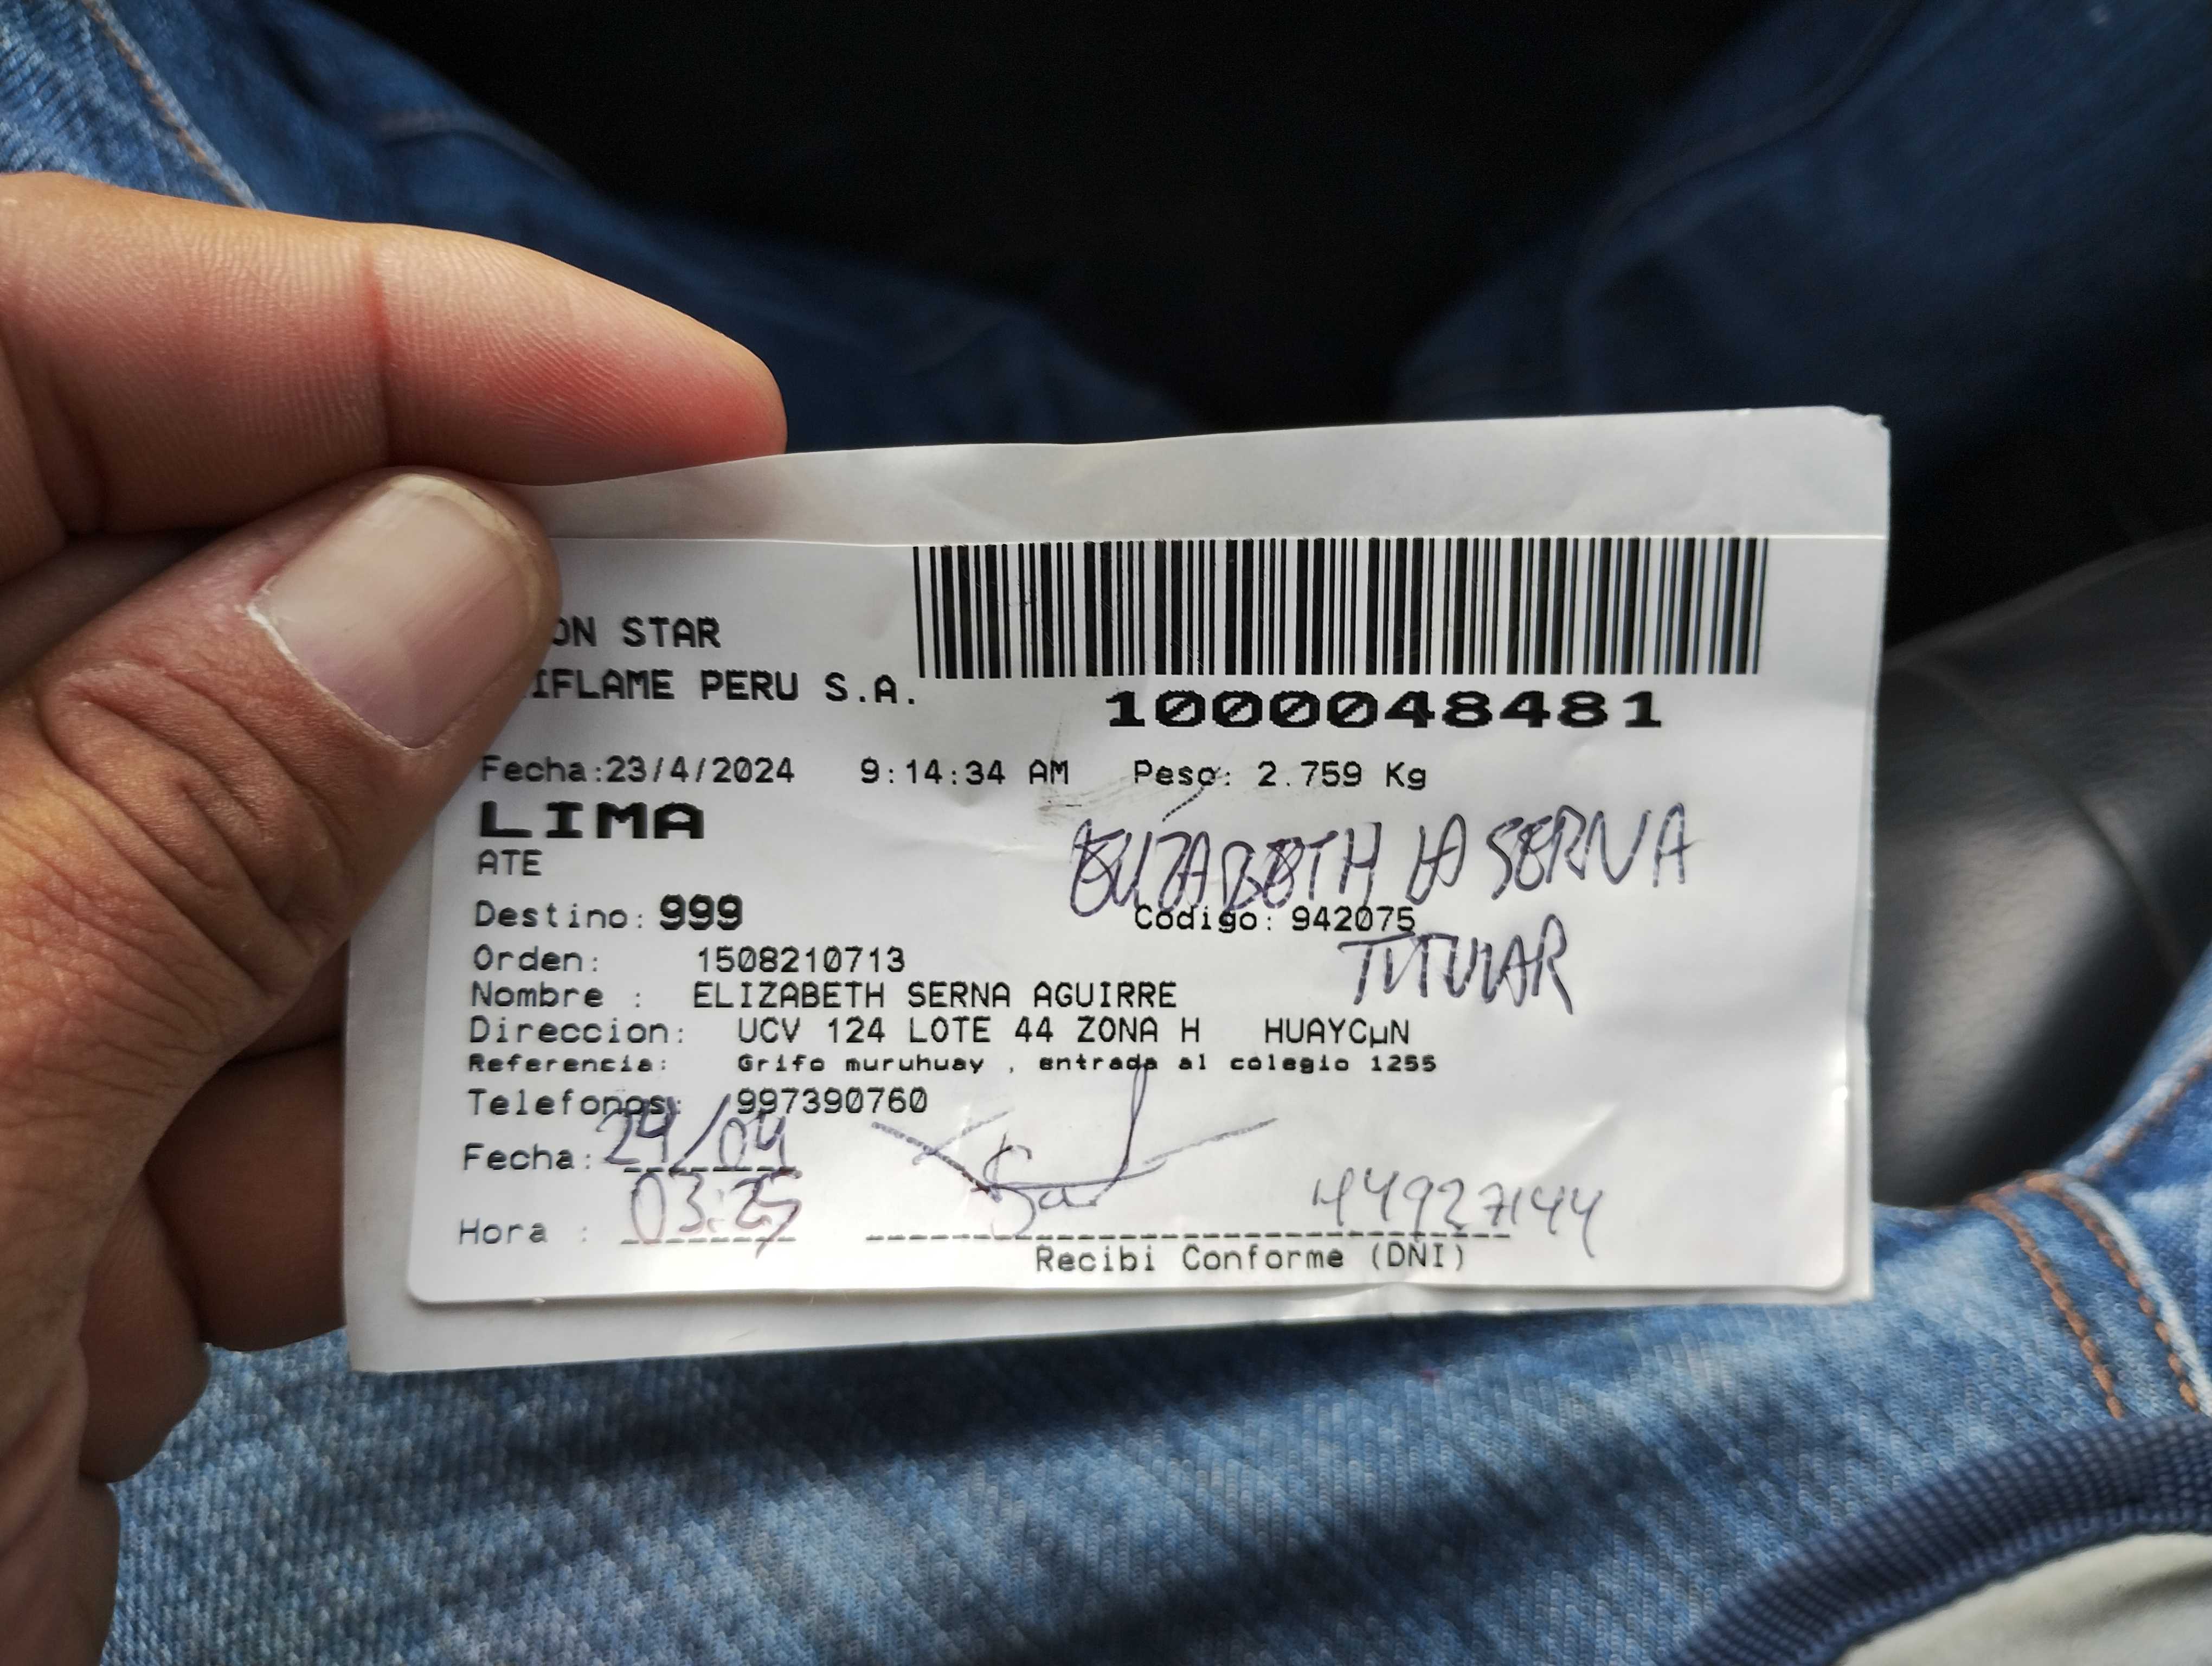 ON STAR
IFLAME PERU S.A.
1000048481
Fecha:23/4/2024 9:14:34 AM Peso: 2.759 Kg
LIMA
ATE
ELIZABETH SERNA
Destino: 999 Codigo: 942075
TITULAR
Orden: 1508210713
Nombre : ELIZABETH SERNA AGUIRRE
Direccion: UCV 124 LOTE 44 ZONA H HUAYCµN
Referencia: Grifo muruhuay , entrada al colegio 1255
Telefonos: 997390760
Fecha: 24/04
Hora : 03:25 44927144
Recibi Conforme (DNI)